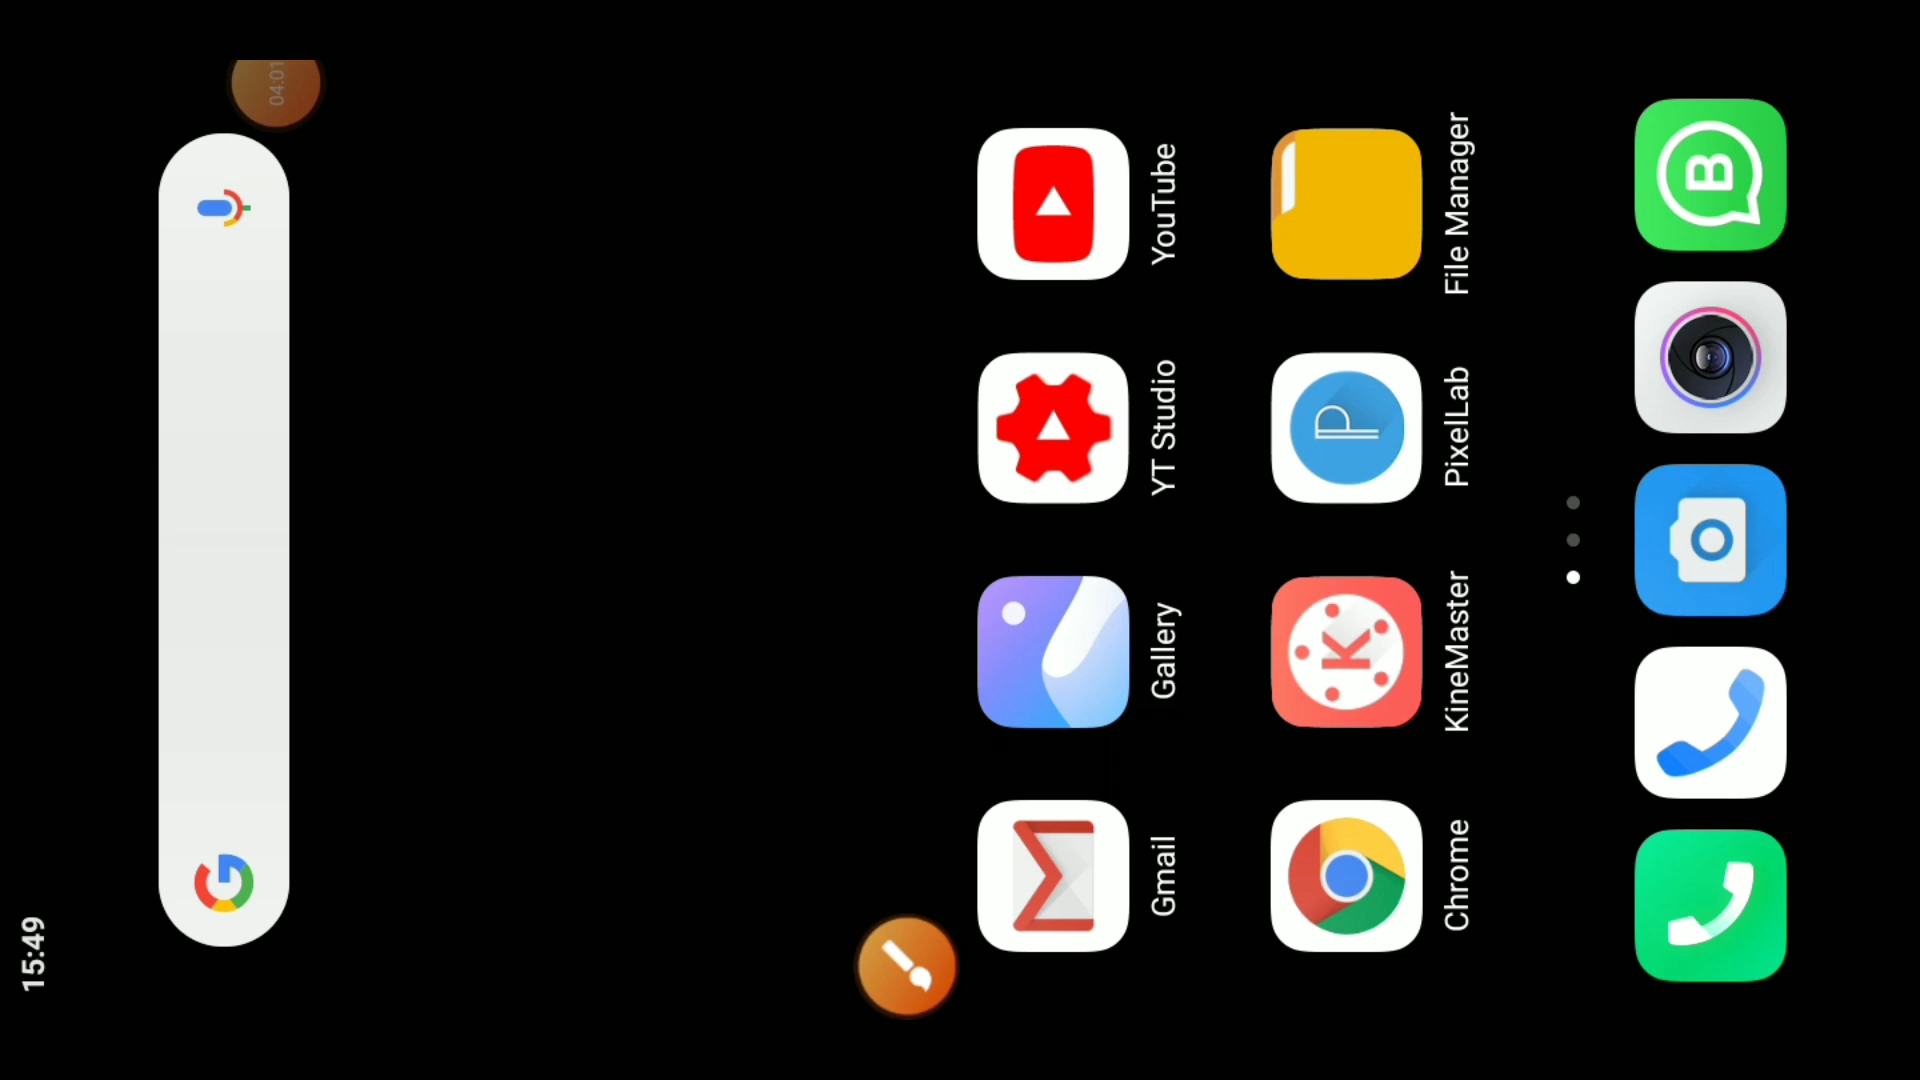 15:49
04:01
Gmail
Gallery
YT Studio
YouTube
Chrome
KineMaster
PixelLab
File Manager